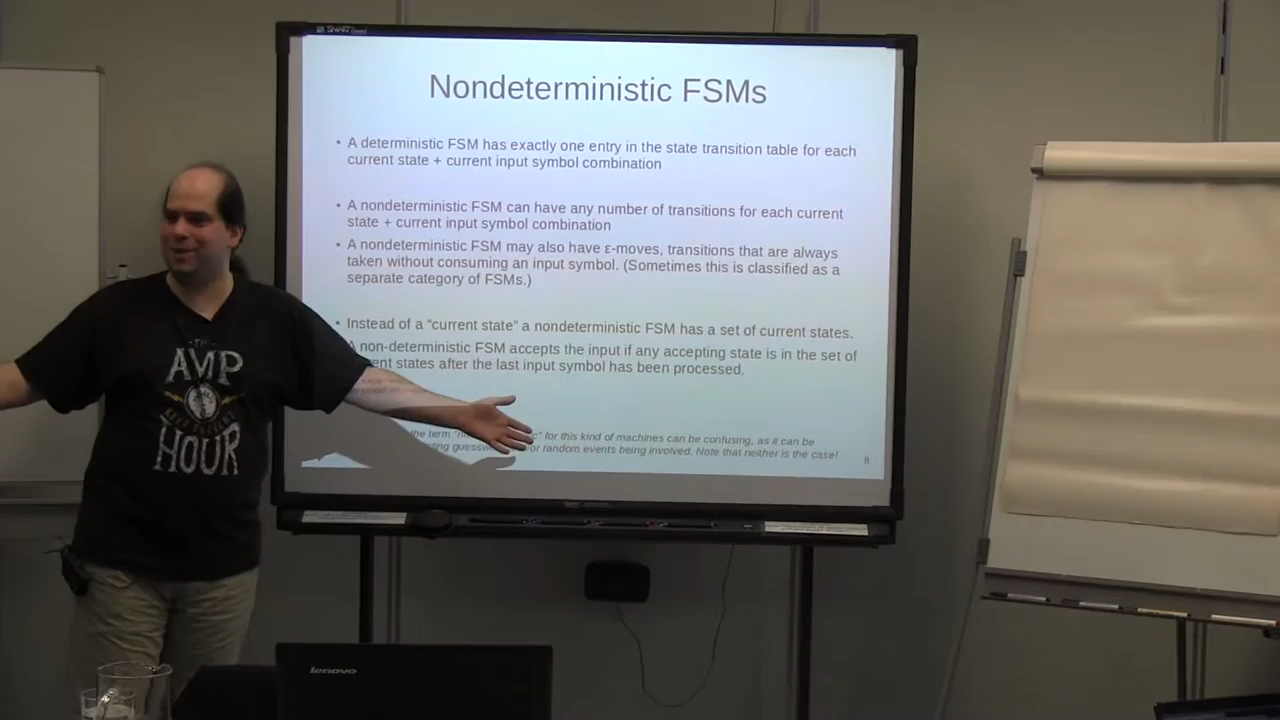 SMART
Nondeterministic FSMs
• A deterministic FSM has exactly one entry in the state transition table for each
current state + current input symbol combination
• A nondeterministic FSM can have any number of transitions for each current
state + current input symbol combination
• A nondeterministic FSM may also have ε-moves, transitions that are always
taken without consuming an input symbol. (Sometimes this is classified as a
separate category of FSMs.)
• Instead of a "current state" a nondeterministic FSM has a set of current states.
A non-deterministic FSM accepts the input if any accepting state is in the set of
states after the last input symbol has been processed.
the term for this kind of machines can be confusing, as it can be
random events being involved. Note that neither is the case!
8
THE
AMP
HOUR
lenovo